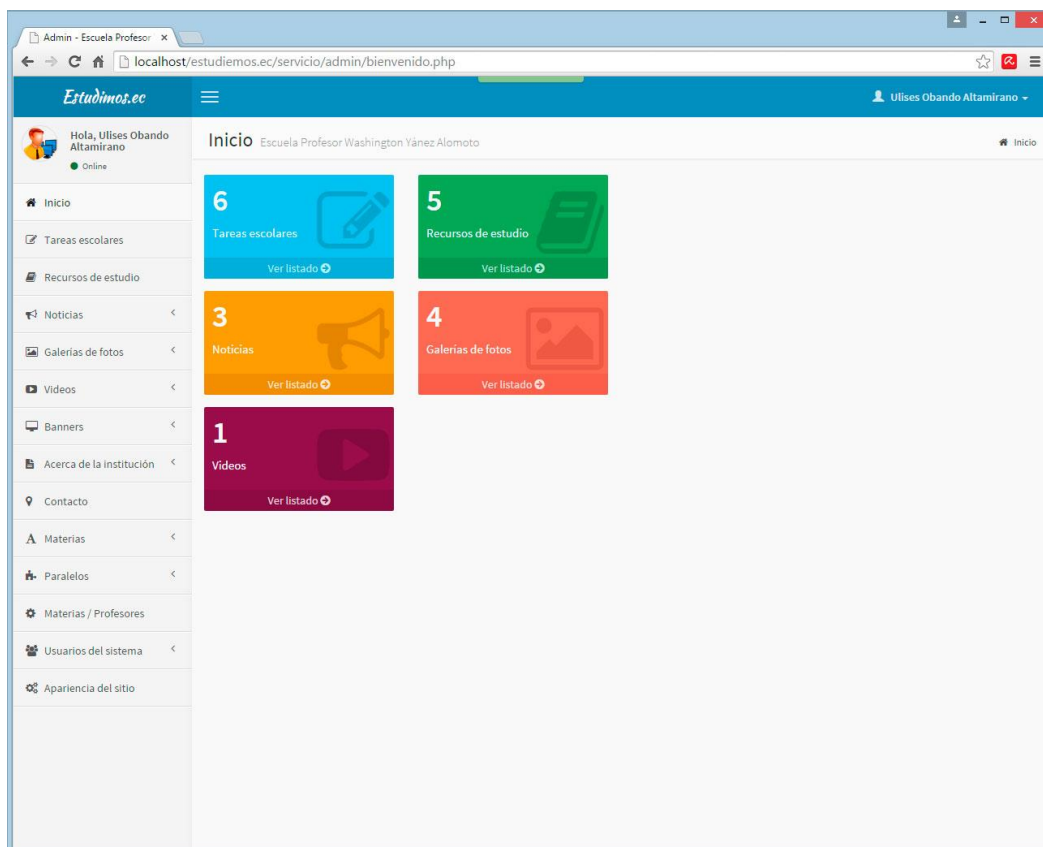 Admin - Escuela Profesor
localhost/estudiemos.ec/servicio/admin/bienvenido.php
Estudimos.ec
Ulises Obando Altamirano
Hola, Ulises Obando
Altamirano
Online
Inicio Escuela Profesor Washington Yánez Alomoto
Inicio
Inicio
Tareas escolares
Recursos de estudio
Noticias
Galerías de fotos
Videos
Banners
Acerca de la institución
Contacto
Materias
Paralelos
Materias / Profesores
Usuarios del sistema
Apariencia del sitio
6
Tareas escolares
Ver listado
5
Recursos de estudio
Ver listado
3
Noticias
Ver listado
4
Galerías de fotos
Ver listado
1
Videos
Ver listado